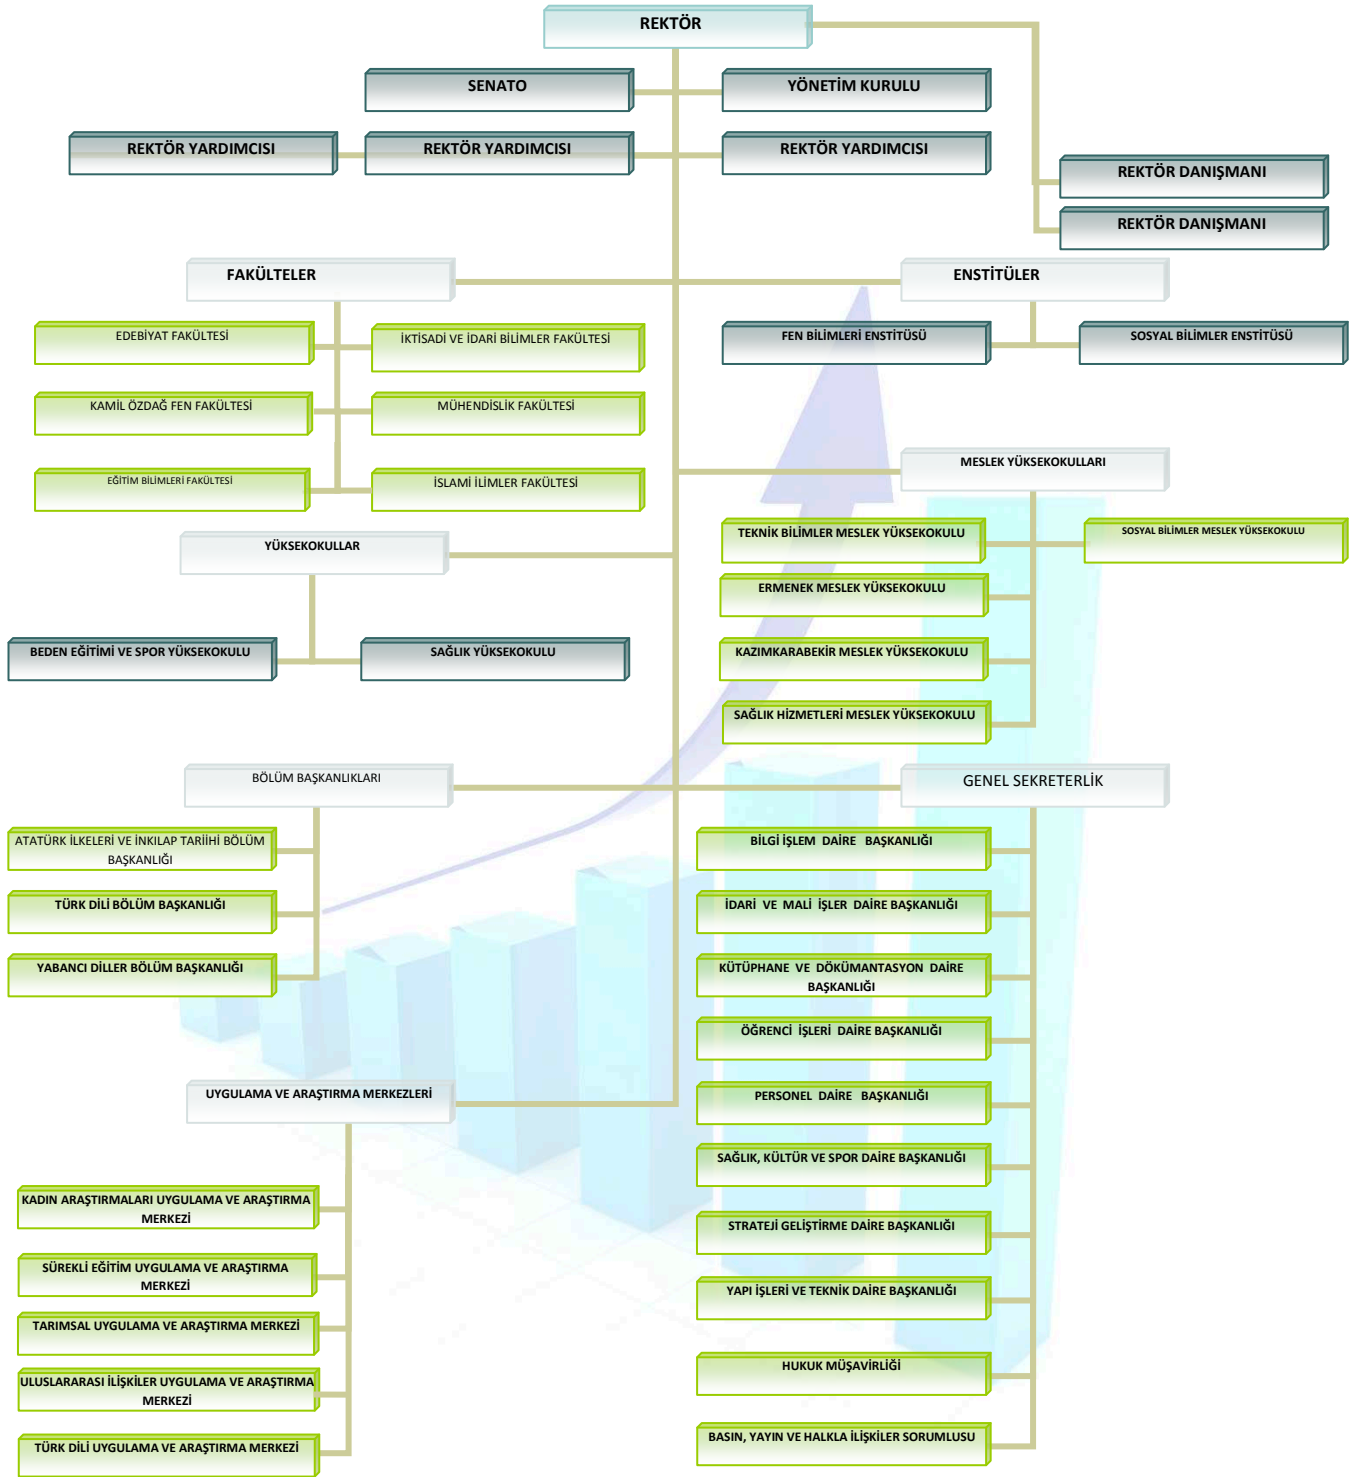 REKTÖR
SENATO
YÖNETİM KURULU
REKTÖR YARDIMCISI
REKTÖR YARDIMCISI
REKTÖR YARDIMCISI
REKTÖR DANIŞMANI
REKTÖR DANIŞMANI
FAKÜLTELER
ENSTİTÜLER
EDEBİYAT FAKÜLTESİ
İKTİSADİ VE İDARİ BİLİMLER FAKÜLTESİ
FEN BİLİMLERİ ENSTİTÜSÜ
SOSYAL BİLİMLER ENSTİTÜSÜ
KAMİL ÖZDAĞ FEN FAKÜLTESİ
MÜHENDİSLİK FAKÜLTESİ
EĞİTİM BİLİMLERİ FAKÜLTESİ
İSLAMİ İLİMLER FAKÜLTESİ
MESLEK YÜKSEKOKULLARI
TEKNİK BİLİMLER MESLEK YÜKSEKOKULU
SOSYAL BİLİMLER MESLEK YÜKSEKOKULU
ERMENEK MESLEK YÜKSEKOKULU
KAZIMKARABEKİR MESLEK YÜKSEKOKULU
SAĞLIK HİZMETLERİ MESLEK YÜKSEKOKULU
YÜKSEKOKULLAR
BEDEN EĞİTİMİ VE SPOR YÜKSEKOKULU
SAĞLIK YÜKSEKOKULU
BÖLÜM BAŞKANLIKLARI
ATATÜRK İLKELERİ VE İNKILAP TARİİHİ BÖLÜM
BAŞKANLIĞI
TÜRK DİLİ BÖLÜM BAŞKANLIĞI
YABANCI DİLLER BÖLÜM BAŞKANLIĞI
GENEL SEKRETERLİK
BİLGİ İŞLEM DAİRE BAŞKANLIĞI
İDARİ VE MALİ İŞLER DAİRE BAŞKANLIĞI
KÜTÜPHANE VE DÖKÜMANTASYON DAİRE
BAŞKANLIĞI
ÖĞRENCİ İŞLERİ DAİRE BAŞKANLIĞI
PERSONEL DAİRE BAŞKANLIĞI
SAĞLIK, KÜLTÜR VE SPOR DAİRE BAŞKANLIĞI
STRATEJİ GELİŞTİRME DAİRE BAŞKANLIĞI
YAPI İŞLERİ VE TEKNİK DAİRE BAŞKANLIĞI
HUKUK MÜŞAVİRLİĞİ
BASIN, YAYIN VE HALKLA İLİŞKİLER SORUMLUSU
UYGULAMA VE ARAŞTIRMA MERKEZLERİ
KADIN ARAŞTIRMALARI UYGULAMA VE ARAŞTIRMA
MERKEZİ
SÜREKLİ EĞİTİM UYGULAMA VE ARAŞTIRMA
MERKEZİ
TARIMSAL UYGULAMA VE ARAŞTIRMA MERKEZİ
ULUSLARARASI İLİŞKİLER UYGULAMA VE ARAŞTIRMA
MERKEZİ
TÜRK DİLİ UYGULAMA VE ARAŞTIRMA MERKEZİ